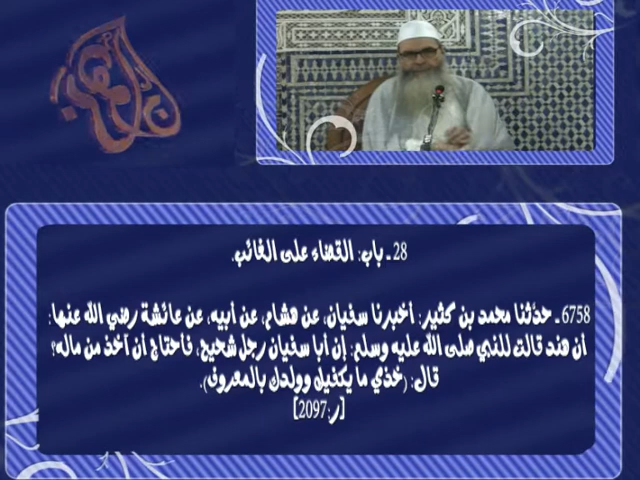 28 ـ باب: القضاء على الغائب.
6758 ـ حدّثنا محمد بن كثير: أخبرنا سفيان، عن هشام، عن أبيه، عن عائشة رضي الله عنها:
أن هند قالت للنبي صلى الله عليه وسلم: إن أبا سفيان رجل شحيح، فأحتاج أن آخذ من ماله؟
قال: (خذي ما يكفيك وولدك بالمعروف).
[ر:2097]